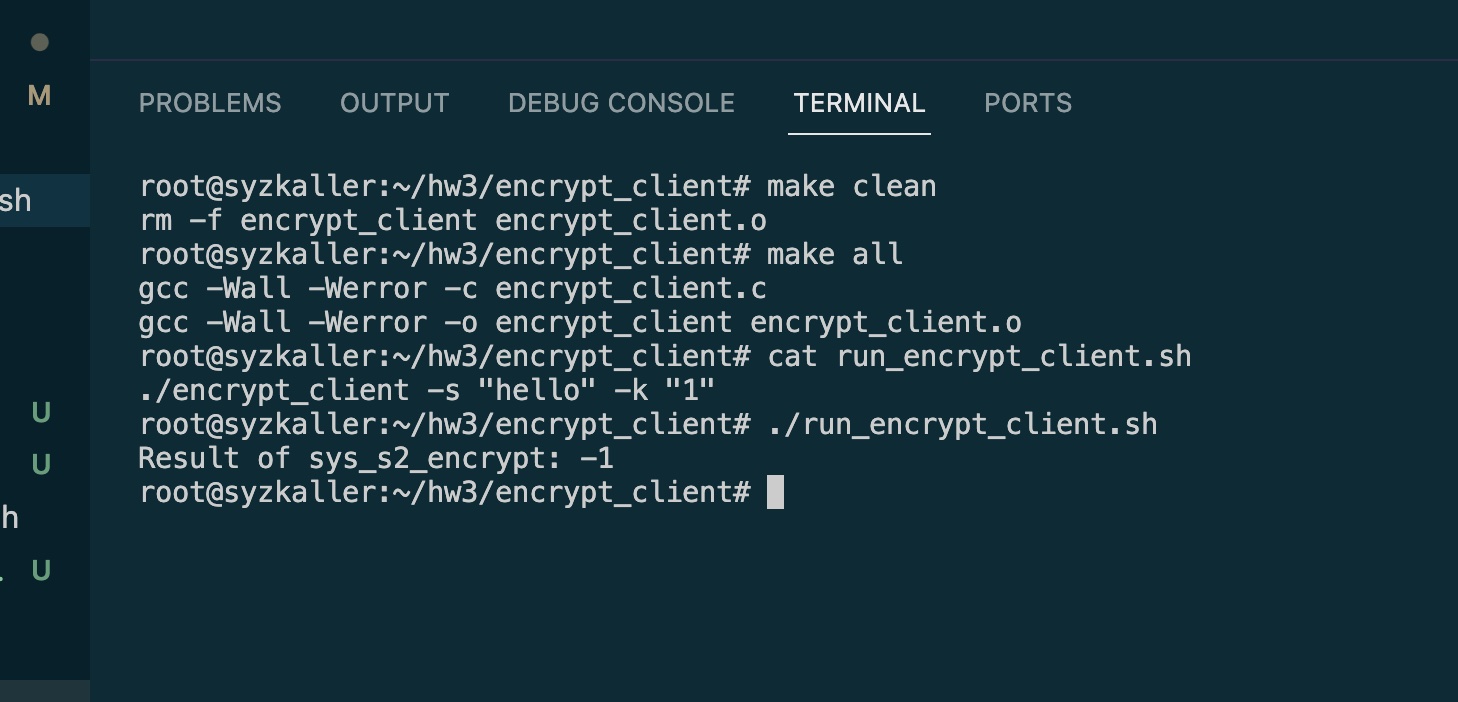 M
sh
U
U
h
. U
PROBLEMS OUTPUT DEBUG CONSOLE TERMINAL PORTS
root@syzkaller:~/hw3/encrypt_client# make clean
rm -f encrypt_client encrypt_client.o
root@syzkaller:~/hw3/encrypt_client# make all
gcc -Wall -Werror -c encrypt_client.c
gcc -Wall -Werror -o encrypt_client encrypt_client.o
root@syzkaller:~/hw3/encrypt_client# cat run_encrypt_client.sh
./encrypt_client -s "hello" -k "1"
root@syzkaller:~/hw3/encrypt_client# ./run_encrypt_client.sh
Result of sys_s2_encrypt: -1
root@syzkaller:~/hw3/encrypt_client#